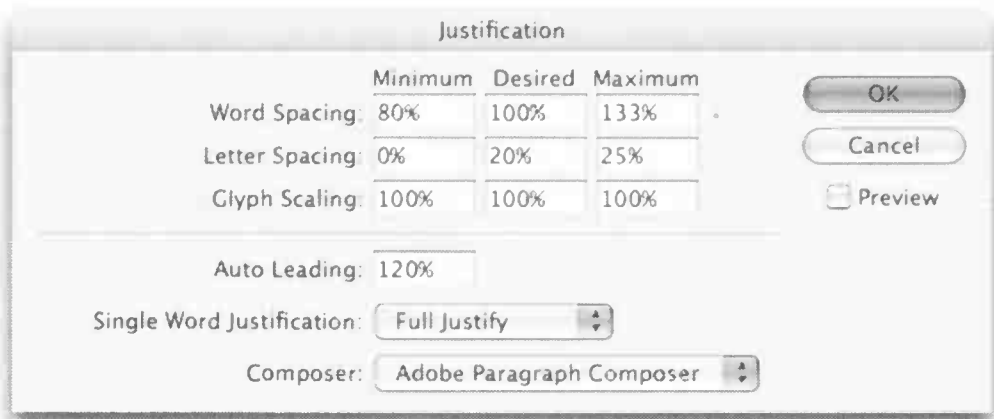 Justification
Minimum Desired Maximum
Word Spacing: 80% 100% 133%
OK
Letter Spacing: 0% 20% 25%
Cancel
Glyph Scaling: 100% 100% 100%
Preview
Auto Leading: 120%
Single Word Justification: Full Justify
Composer: Adobe Paragraph Composer